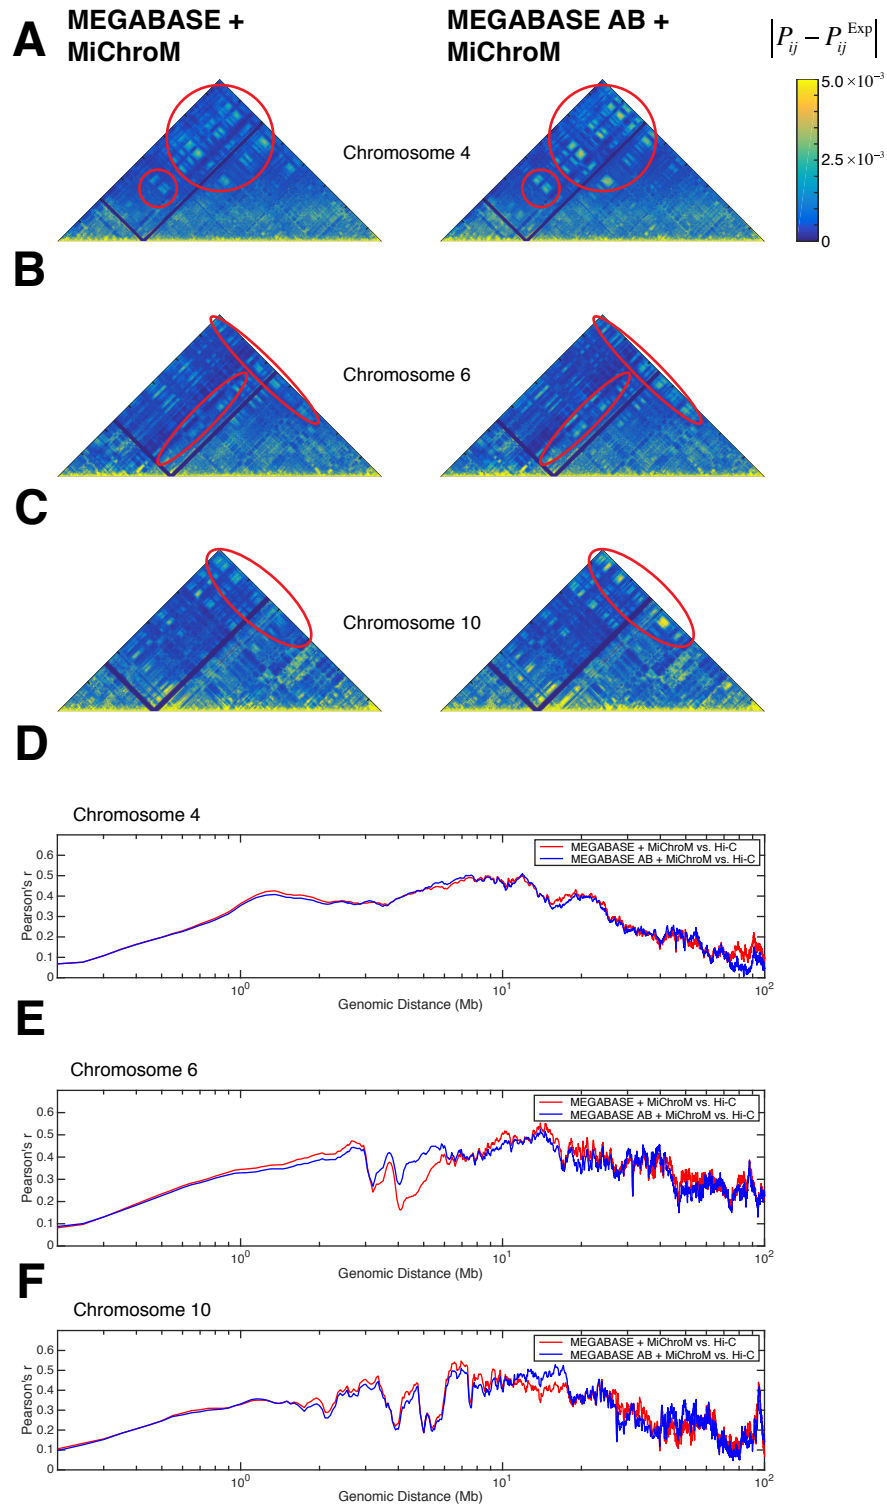 MEGABASE +
MiChroM
MEGABASE AB +
MiChroM
|P_ij − P_ij^Exp|
A
5.0 ×10⁻³
2.5 ×10⁻³
0
Chromosome 4
B
Chromosome 6
C
Chromosome 10
D
Chromosome 4
MEGABASE + MiChroM vs. Hi-C
MEGABASE AB + MiChroM vs. Hi-C
Pearson's r
0.6
0.5
0.4
0.3
0.2
0.1
0
10⁰
10¹
10²
Genomic Distance (Mb)
E
Chromosome 6
MEGABASE + MiChroM vs. Hi-C
MEGABASE AB + MiChroM vs. Hi-C
Pearson's r
0.6
0.5
0.4
0.3
0.2
0.1
0
10⁰
10¹
10²
Genomic Distance (Mb)
F
Chromosome 10
MEGABASE + MiChroM vs. Hi-C
MEGABASE AB + MiChroM vs. Hi-C
Pearson's r
0.6
0.5
0.4
0.3
0.2
0.1
0
10⁰
10¹
10²
Genomic Distance (Mb)